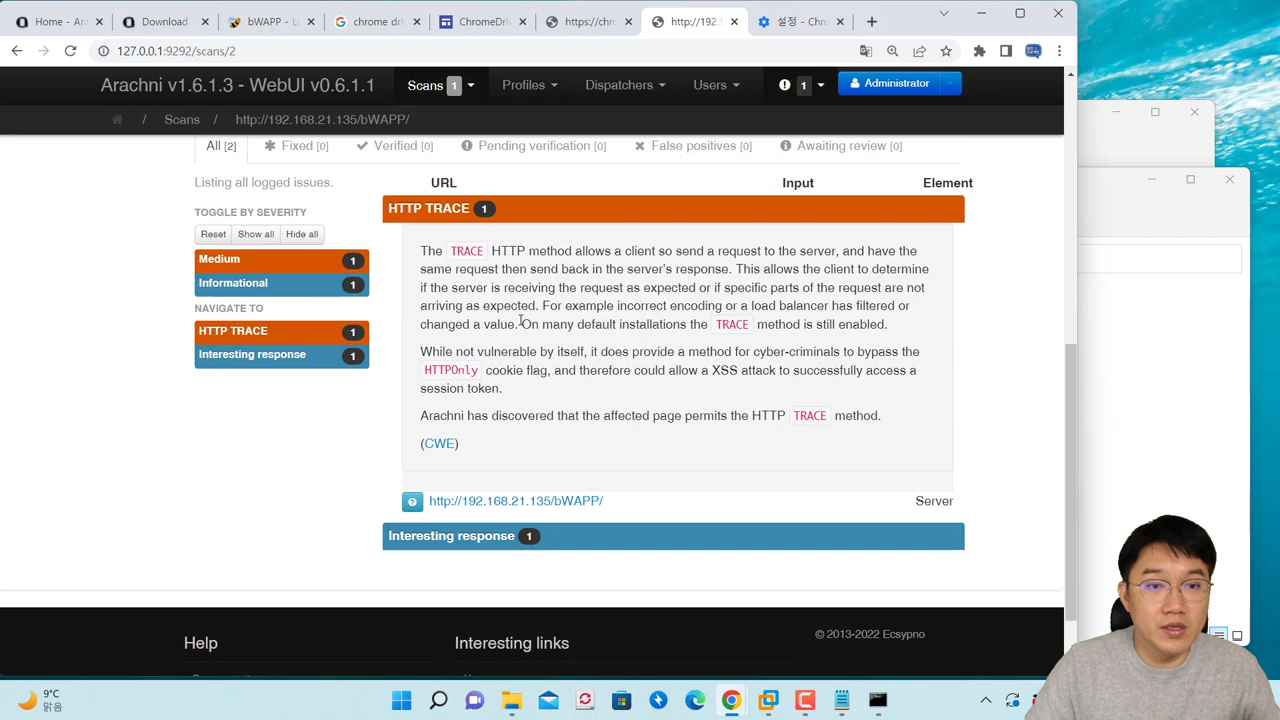 Home - Ara
Download
bWAPP - L
chrome dri
ChromeDriv
https://chro
http://192.1
설정 - Chro
127.0.0.1:9292/scans/2
Arachni v1.6.1.3 - WebUI v0.6.1.1
Scans 1
Profiles
Dispatchers
Users
1
Administrator
/ Scans / http://192.168.21.135/bWAPP/
All [2]
Fixed [0]
Verified [0]
Pending verification [0]
False positives [0]
Awaiting review [0]
Listing all logged issues.
TOGGLE BY SEVERITY
Reset
Show all
Hide all
Medium 1
Informational 1
NAVIGATE TO
HTTP TRACE 1
Interesting response 1
URL Input Element
HTTP TRACE 1
The TRACE HTTP method allows a client so send a request to the server, and have the
same request then send back in the server's response. This allows the client to determine
if the server is receiving the request as expected or if specific parts of the request are not
arriving as expected. For example incorrect encoding or a load balancer has filtered or
changed a value. On many default installations the TRACE method is still enabled.
While not vulnerable by itself, it does provide a method for cyber-criminals to bypass the
HTTPOnly cookie flag, and therefore could allow a XSS attack to successfully access a
session token.
Arachni has discovered that the affected page permits the HTTP TRACE method.
(CWE)
http://192.168.21.135/bWAPP/ Server
Interesting response 1
Help
Interesting links
© 2013-2022 Ecsypno
9°C
맑음